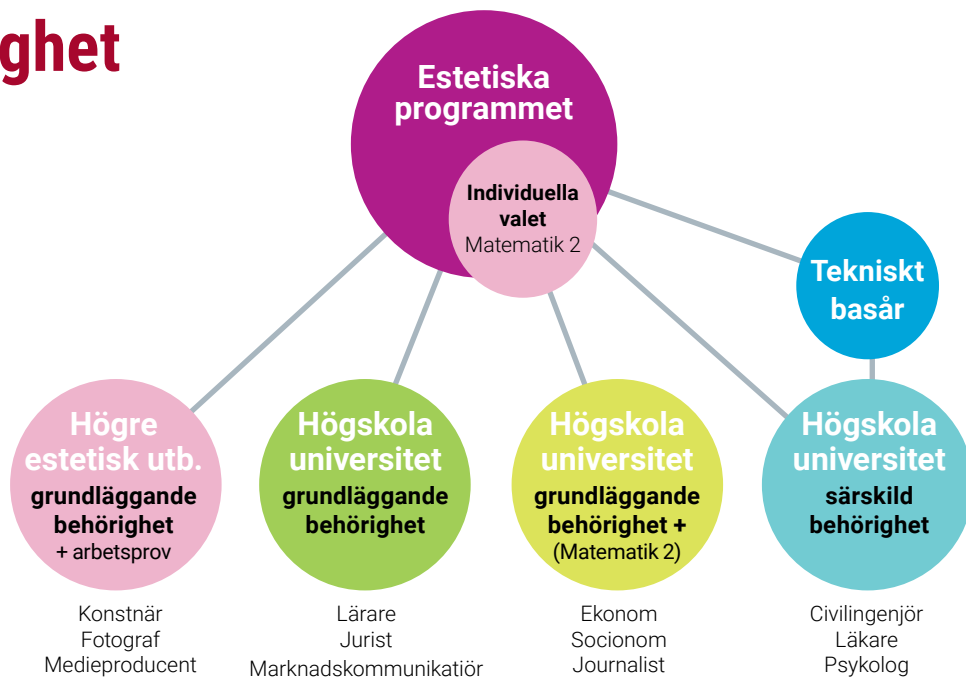 ghet
Estetiska
programmet
Individuella
valet
Matematik 2
Tekniskt
basår
Högre
estetisk utb.
grundläggande
behörighet
+ arbetsprov
Högskola
universitet
grundläggande
behörighet
Högskola
universitet
grundläggande
behörighet +
(Matematik 2)
Högskola
universitet
särskild
behörighet
Konstnär
Fotograf
Medieproducent
Lärare
Jurist
Marknadskommunikatiör
Ekonom
Socionom
Journalist
Civilingenjör
Läkare
Psykolog